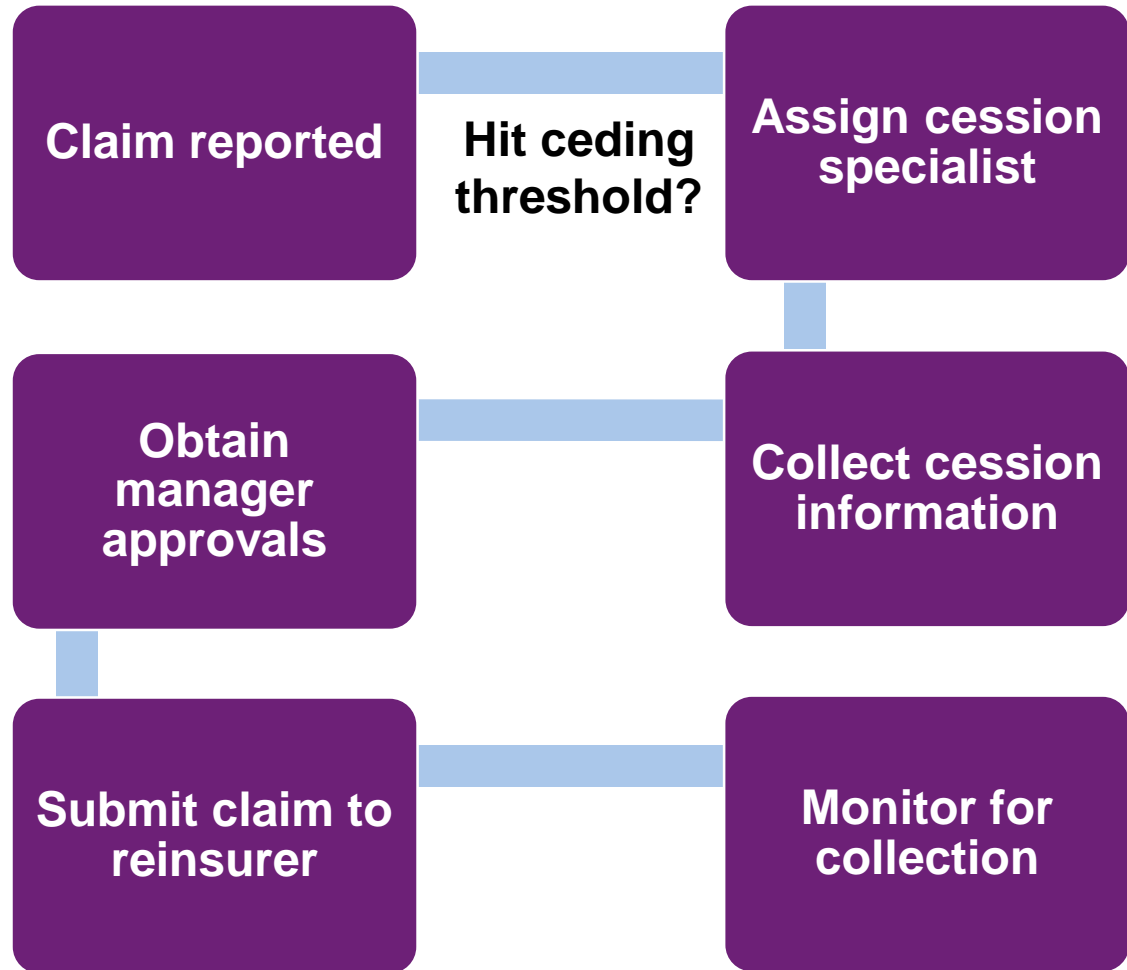 Claim reported
Hit ceding
threshold?
Assign cession
specialist
Collect cession
information
Obtain
manager
approvals
Submit claim to
reinsurer
Monitor for
collection